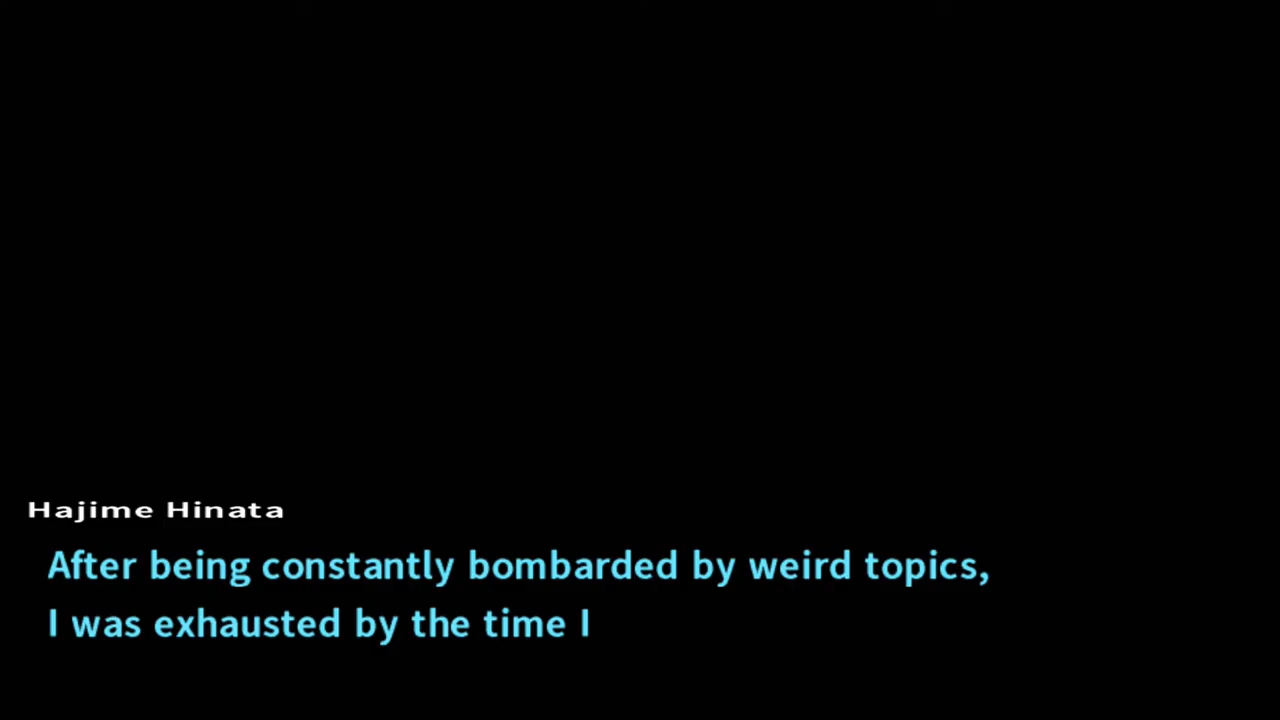 Hajime Hinata
After being constantly bombarded by weird topics,
I was exhausted by the time I